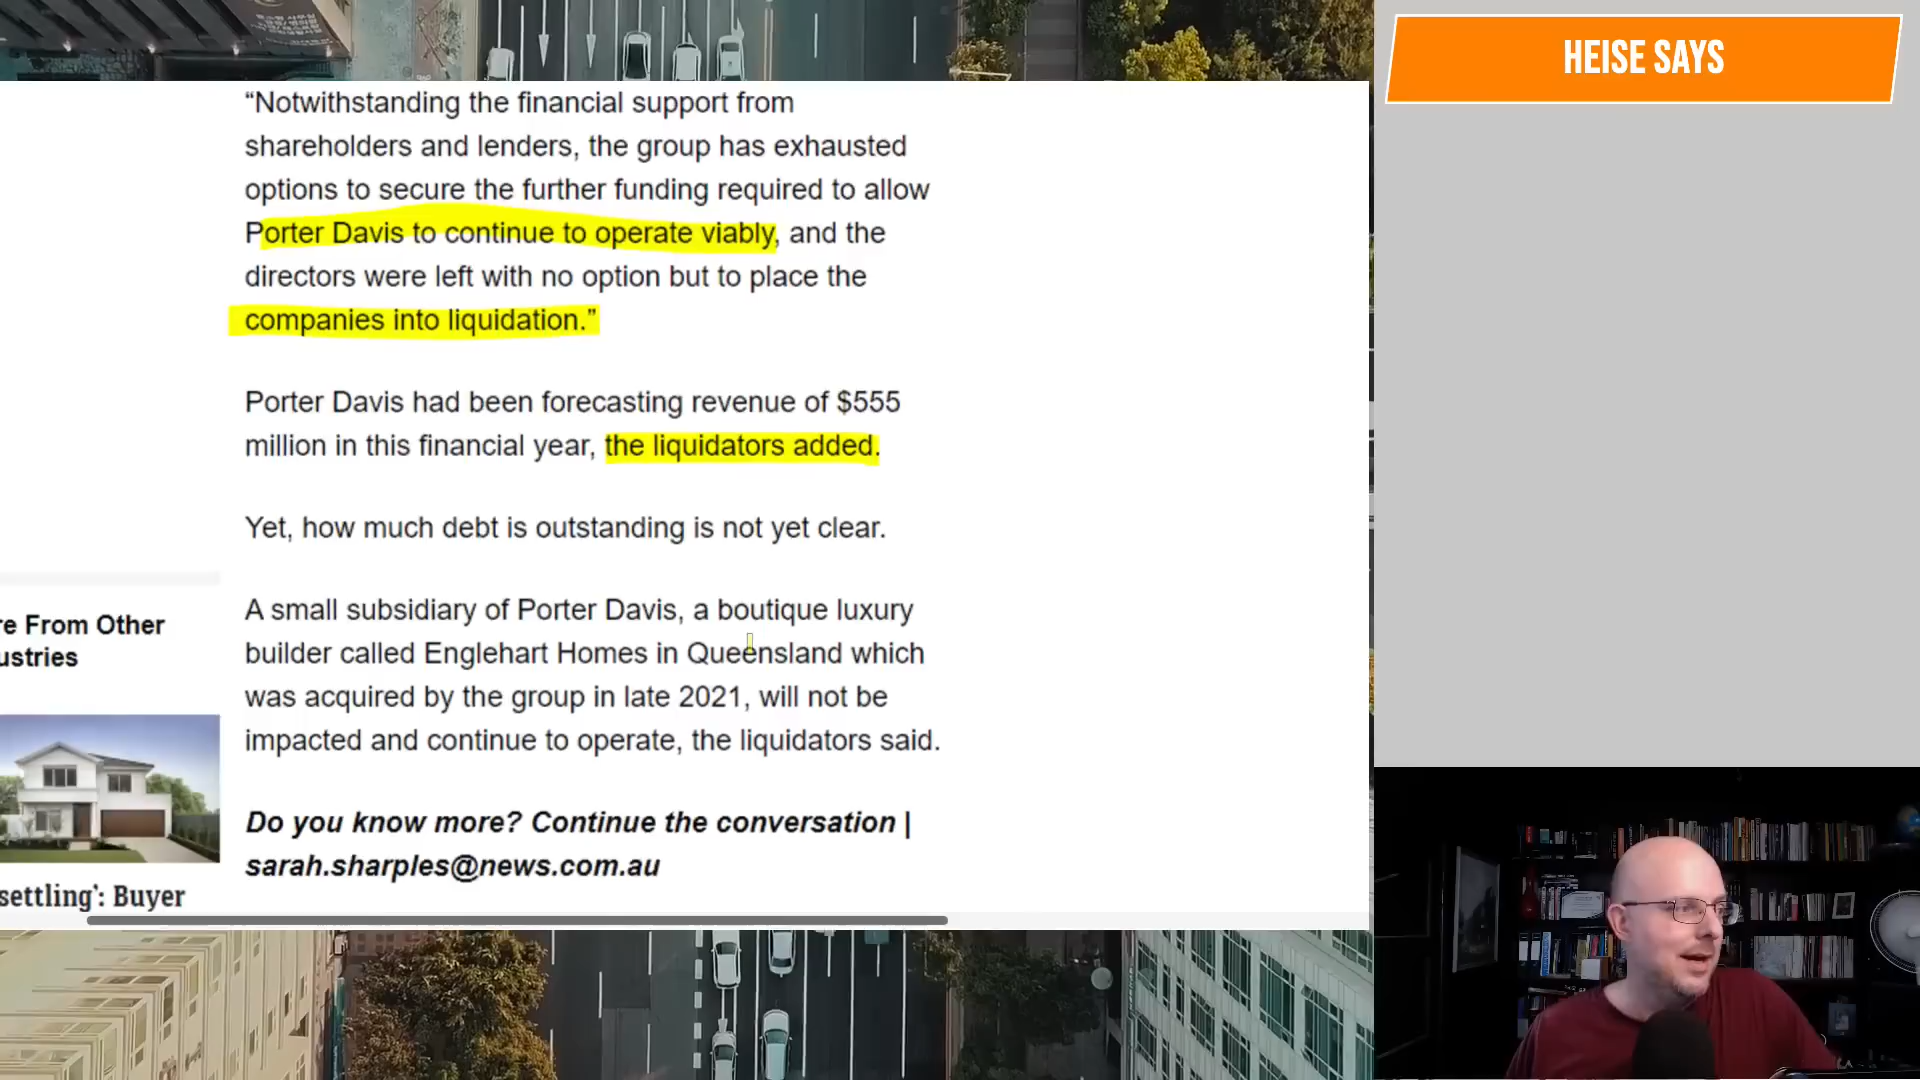 HEISE SAYS
“Notwithstanding the financial support from
shareholders and lenders, the group has exhausted
options to secure the further funding required to allow
Porter Davis to continue to operate viably, and the
directors were left with no option but to place the
companies into liquidation.”
Porter Davis had been forecasting revenue of $555
million in this financial year, the liquidators added.
Yet, how much debt is outstanding is not yet clear.
A small subsidiary of Porter Davis, a boutique luxury
builder called Englehart Homes in Queensland which
was acquired by the group in late 2021, will not be
impacted and continue to operate, the liquidators said.
Do you know more? Continue the conversation |
sarah.sharples@news.com.au
re From Other
ustries
settling’: Buyer